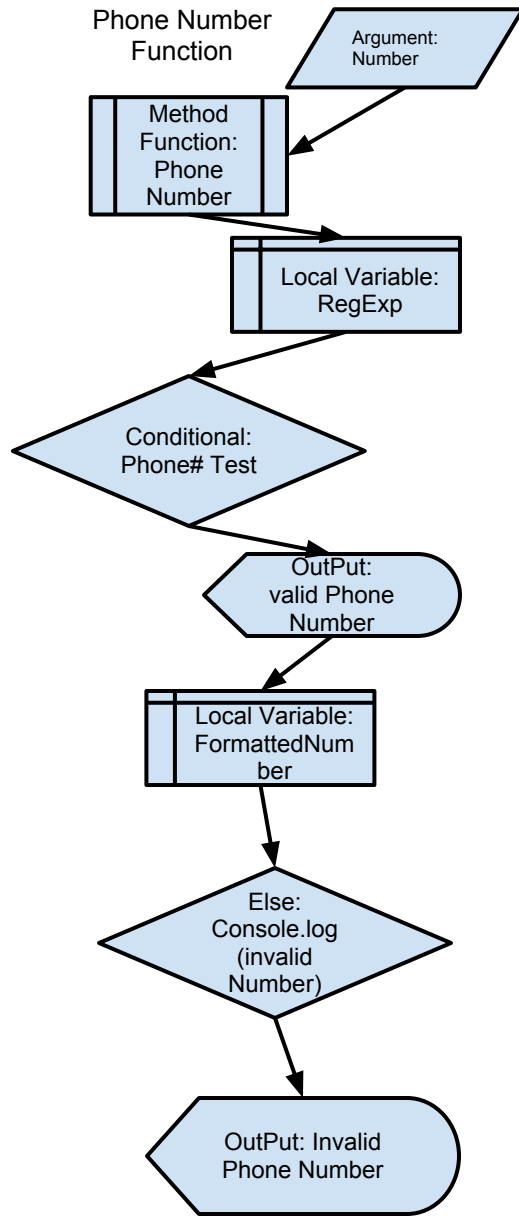 Phone Number
Function
Argument:
Number
Method
Function:
Phone
Number
Local Variable:
RegExp
Conditional:
Phone# Test
OutPut:
valid Phone
Number
Local Variable:
FormattedNum
ber
Else:
Console.log
(invalid
Number)
OutPut: Invalid
Phone Number